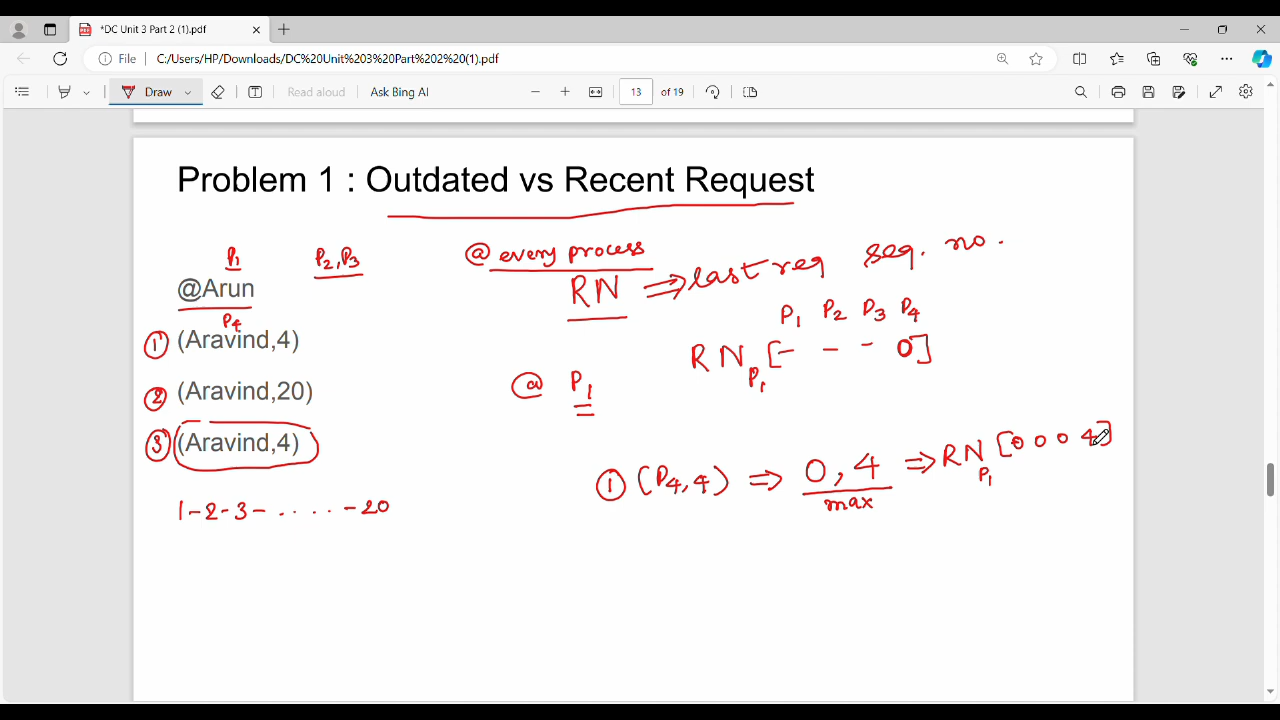 *DC Unit 3 Part 2 (1).pdf
File C:/Users/HP/Downloads/DC%20Unit%203%20Part%202%20(1).pdf
Draw Read aloud Ask Bing AI 13 of 19
Problem 1 : Outdated vs Recent Request
P1 P2,P3 @ every process
RN ⇒ last req seq. no.
@Arun
P4
P1 P2 P3 P4
① (Aravind,4)
RN P1 [- - - 0]
② (Aravind,20)
@ P1
③ (Aravind,4)
① (P4,4) ⇒ 0,4 ⇒ RN P1 [0 0 0 4]
max
1-2-3-.....-20